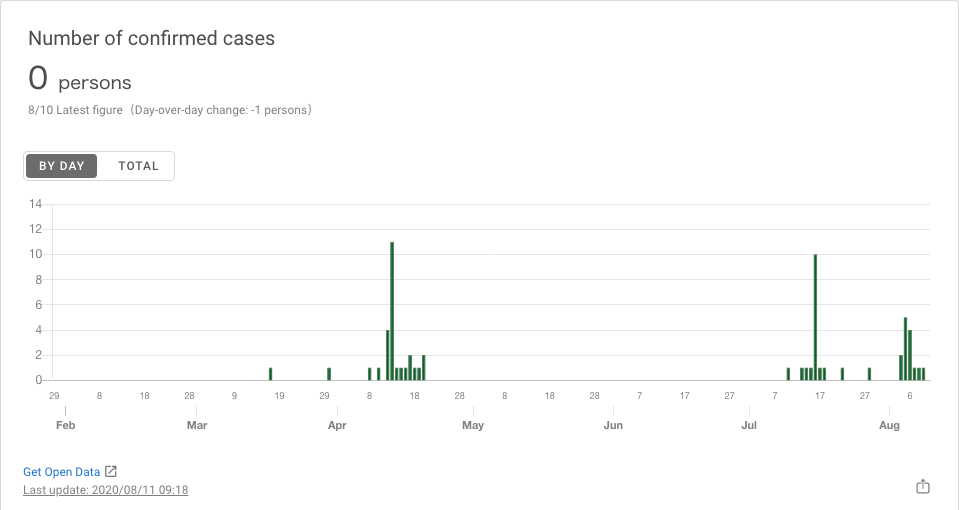 Number of confirmed cases
0 persons
8/10 Latest figure（Day-over-day change: -1 persons）
BY DAY TOTAL
14
12
10
8
6
4
2
0
29 8 18 28 9 19 29 8 18 28 8 18 28 7 17 27 7 17 27 6
Feb Mar Apr May Jun Jul Aug
Get Open Data
Last update: 2020/08/11 09:18